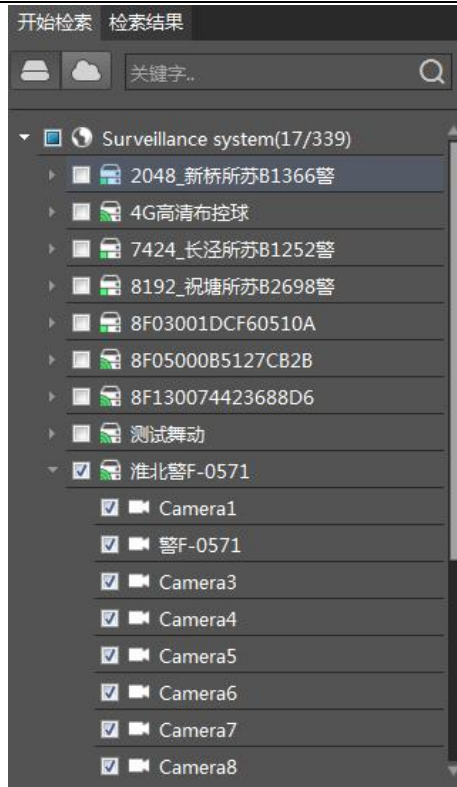 开始检索 检索结果
关键字..
Surveillance system(17/339)
2048_新桥所苏B1366警
4G高清布控球
7424_长泾所苏B1252警
8192_祝塘所苏B2698警
8F03001DCF60510A
8F05000B5127CB2B
8F130074423688D6
测试舞动
淮北警F-0571
Camera1
警F-0571
Camera3
Camera4
Camera5
Camera6
Camera7
Camera8